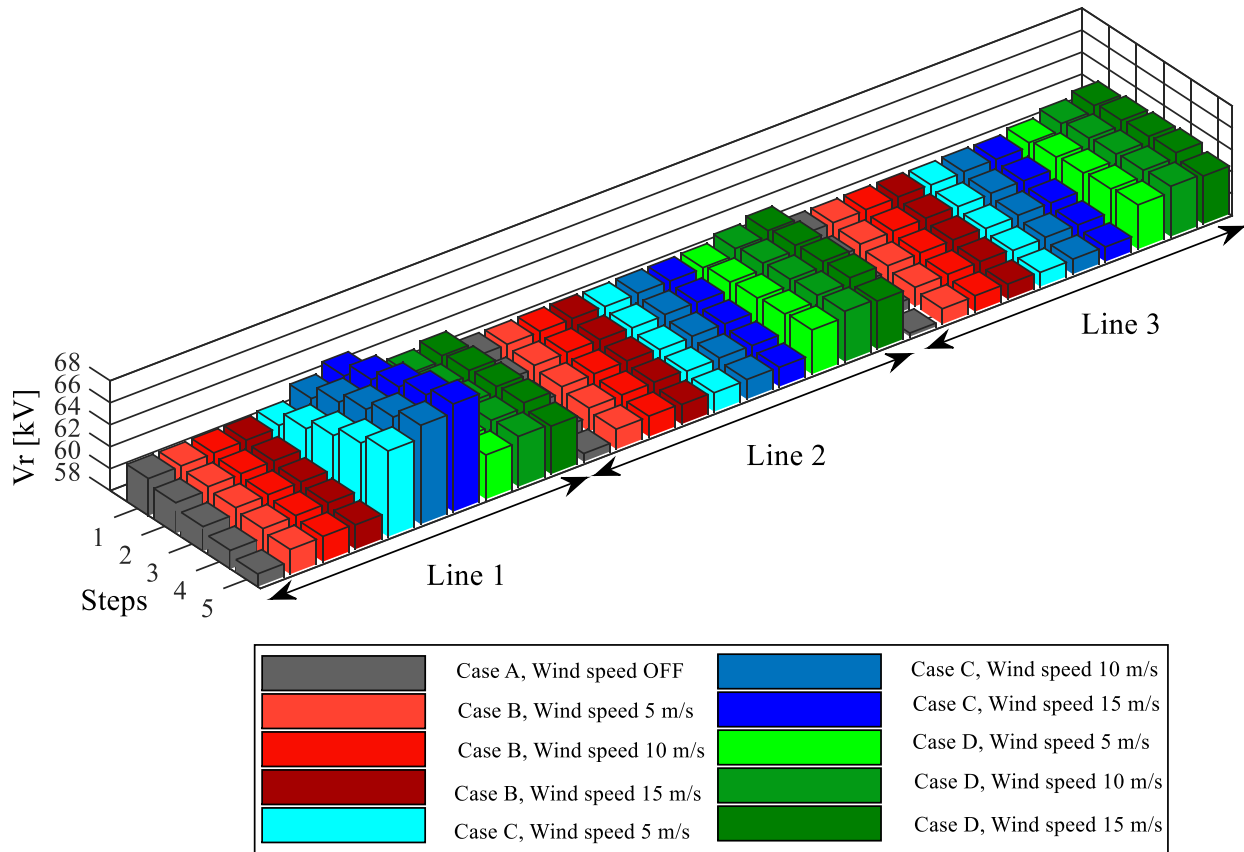 68
66
64
62
60
58
Vr [kV]
1
2
3
4
5
Steps
Line 1
Line 2
Line 3
Case A, Wind speed OFF
Case B, Wind speed 5 m/s
Case B, Wind speed 10 m/s
Case B, Wind speed 15 m/s
Case C, Wind speed 5 m/s
Case C, Wind speed 10 m/s
Case C, Wind speed 15 m/s
Case D, Wind speed 5 m/s
Case D, Wind speed 10 m/s
Case D, Wind speed 15 m/s